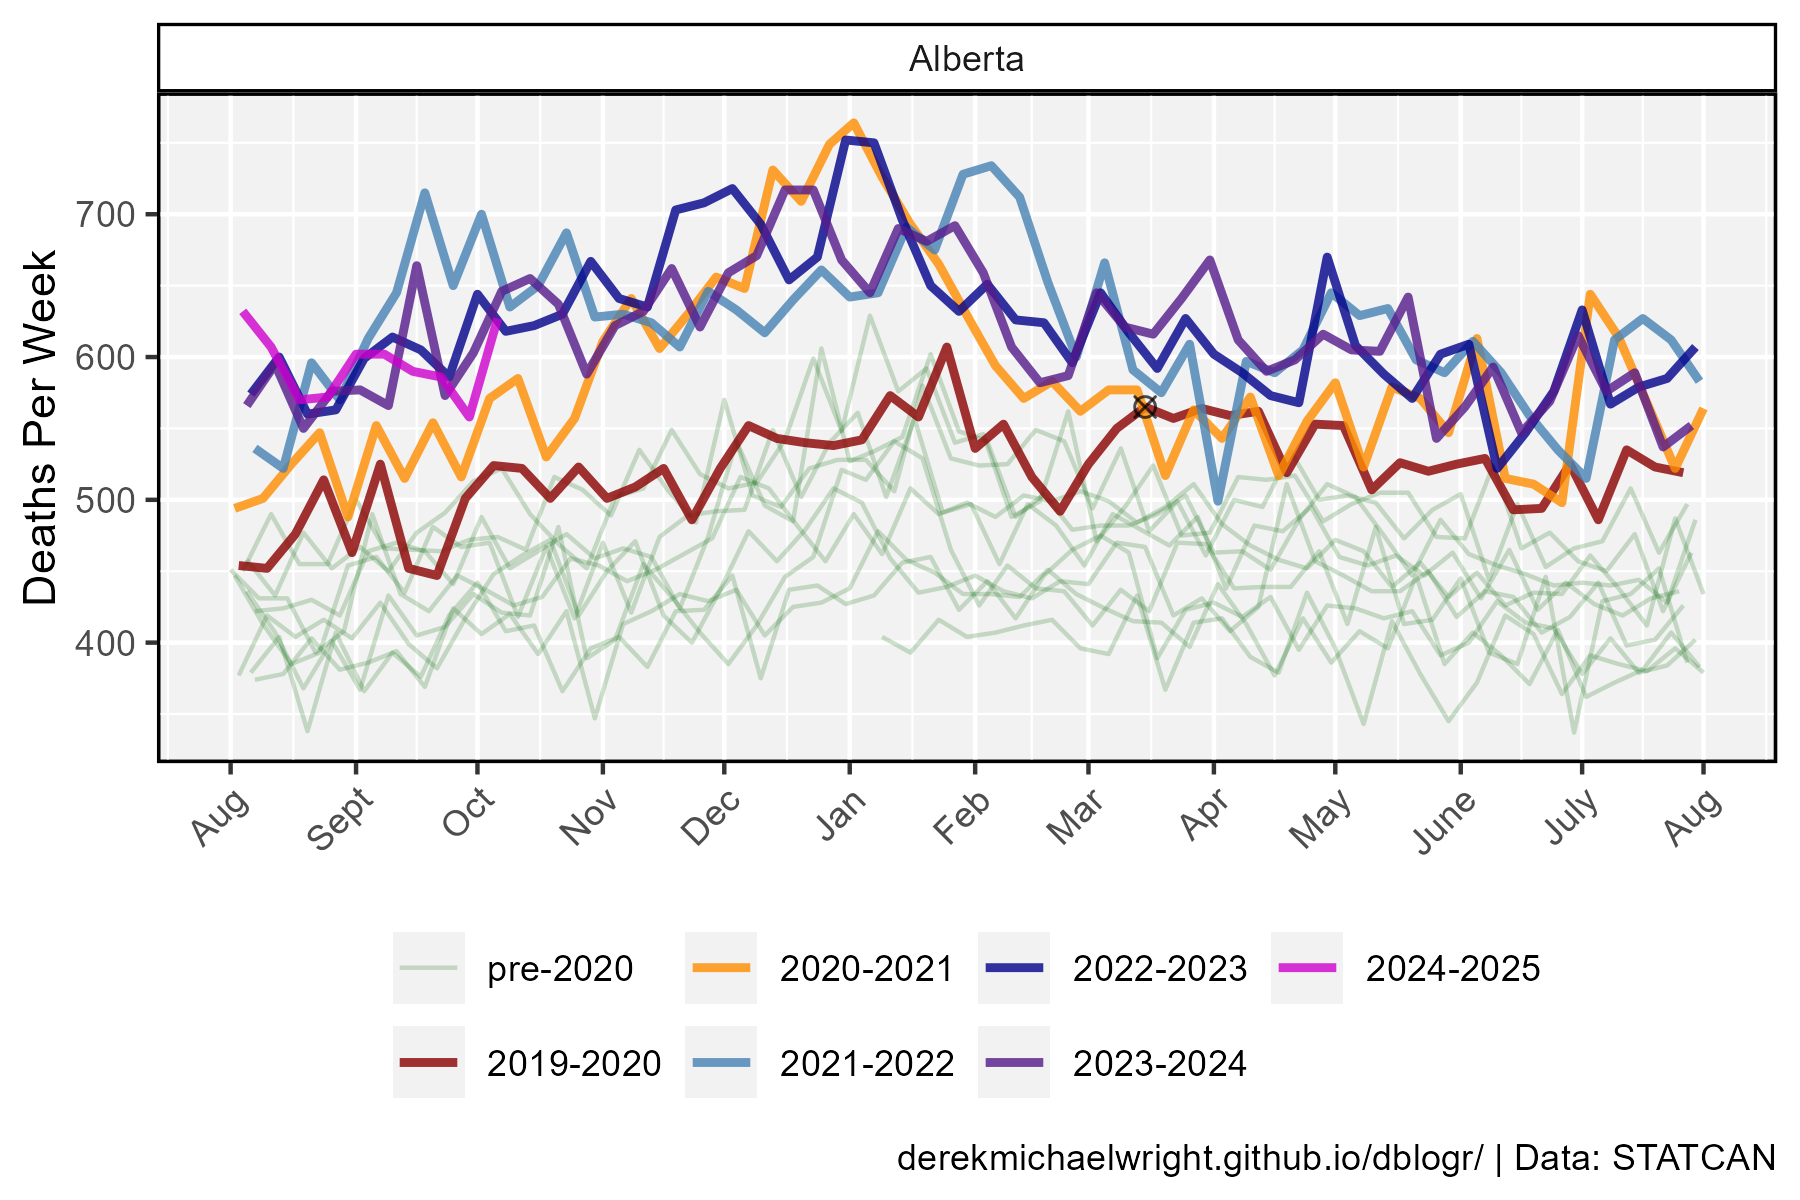 Alberta
Deaths Per Week
700
600
500
400
Aug
Sept
Oct
Nov
Dec
Jan
Feb
Mar
Apr
May
June
July
Aug
pre-2020
2020-2021
2022-2023
2024-2025
2019-2020
2021-2022
2023-2024
derekmichaelwright.github.io/dblogr/ | Data: STATCAN